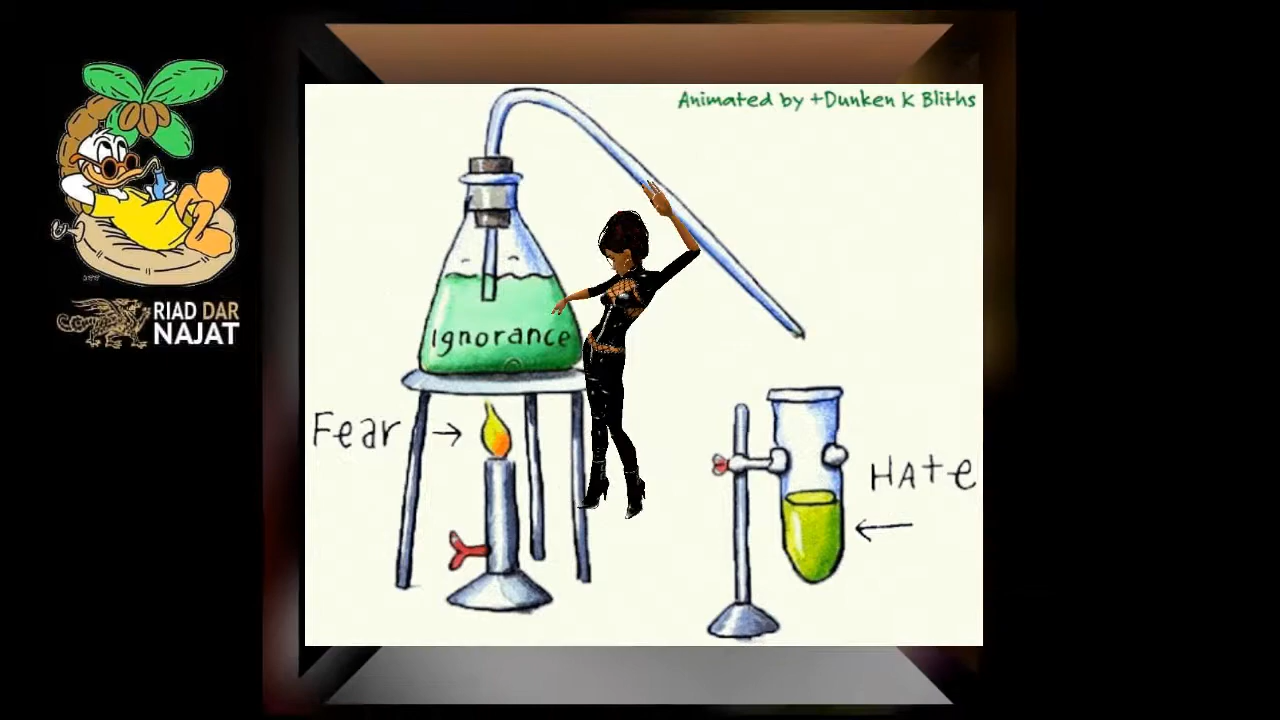 Animated by +Dunken K Bliths
Ignorance
Fear
HAte
RIAD DAR
NAJAT